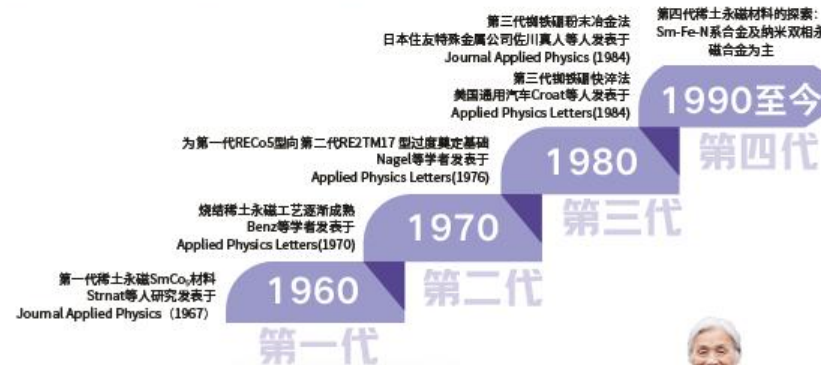 第三代钕铁硼粉末冶金法
日本住友特殊金属公司佐川真人等人发表于
Journal Applied Physics (1984)
第三代钕铁硼快淬法
美国通用汽车Croat等人发表于
Applied Physics Letters(1984)
第四代稀土永磁材料的探索：
Sm-Fe-N系合金及纳米双相永
磁合金为主
1990至今
第四代
为第一代RECo5型向第二代RE2TM17 型过度奠定基础
Nagel等学者发表于
Applied Physics Letters(1976)
1980
第三代
烧结稀土永磁工艺逐渐成熟
Benz等学者发表于
Applied Physics Letters(1970)
1970
第二代
第一代稀土永磁SmCo₅材料
Strnat等人研究发表于
Journal Applied Physics（1967)
1960
第一代